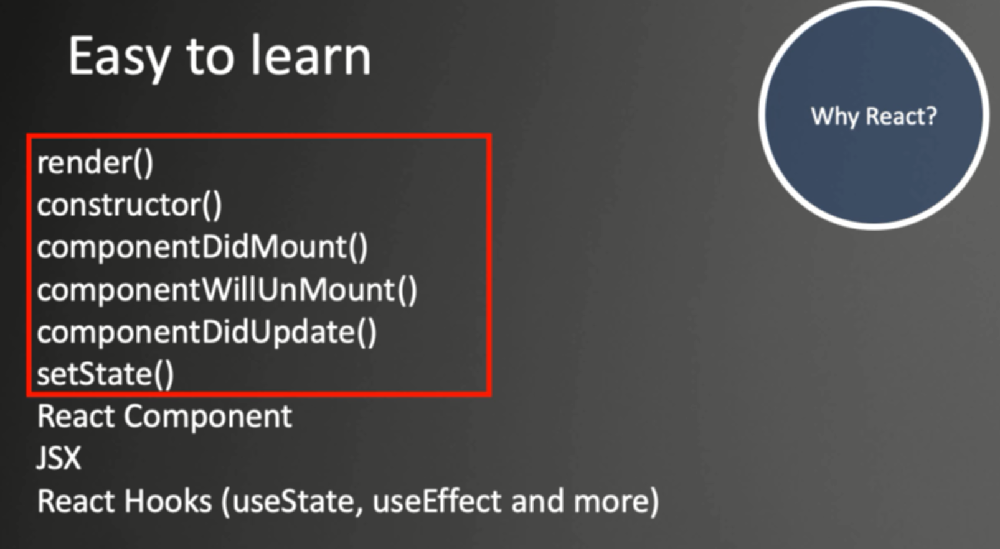 Easy to learn
Why React?
render()
constructor()
componentDidMount()
componentWillUnMount()
componentDidUpdate()
setState()
React Component
JSX
React Hooks (useState, useEffect and more)